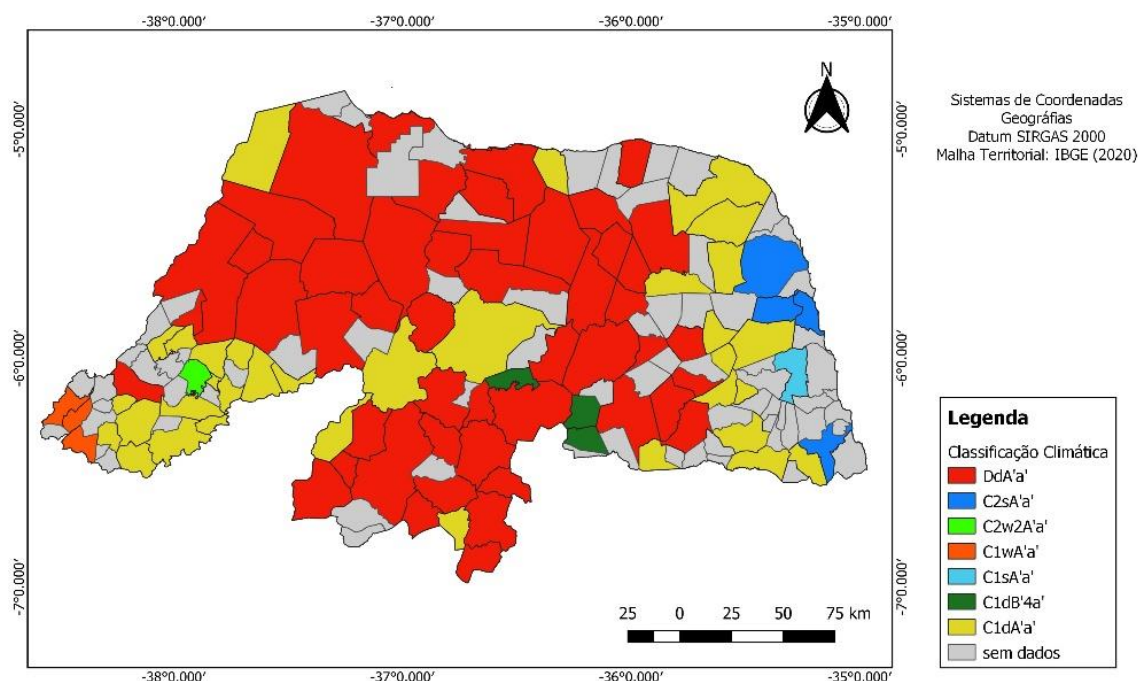 -38°0.000' -37°0.000' -36°0.000' -35°0.000'
-5°0.000' -5°0.000'
N
Sistemas de Coordenadas
Geográfias
Datum SIRGAS 2000
Malha Territorial: IBGE (2020)
-6°0.000' -6°0.000'
Legenda
Classificação Climática
DdA'a'
C2sA'a'
C2w2A'a'
C1wA'a'
C1sA'a'
C1dB'4a'
C1dA'a'
sem dados
-7°0.000' -7°0.000'
25 0 25 50 75 km
-38°0.000' -37°0.000' -36°0.000' -35°0.000'